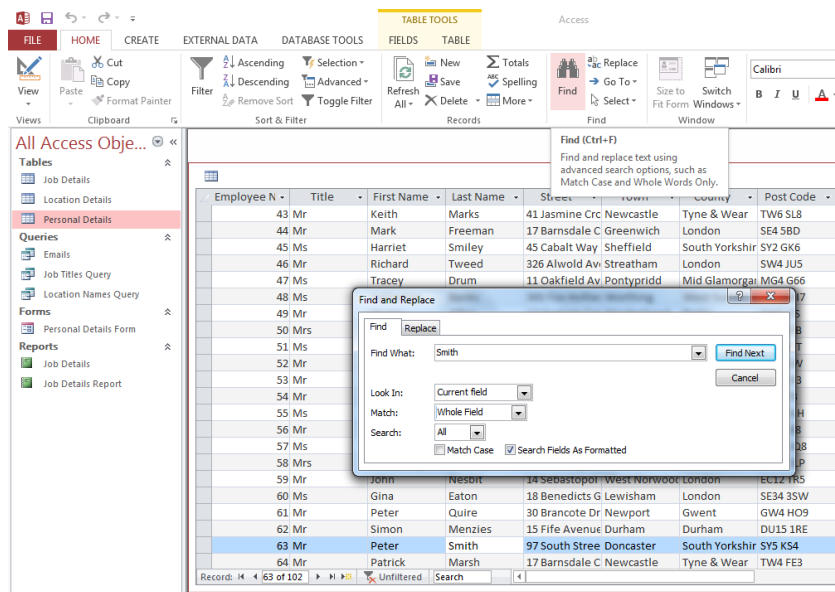 TABLE TOOLS Access
FILE HOME CREATE EXTERNAL DATA DATABASE TOOLS FIELDS TABLE
View
Views
Paste
Cut
Copy
Format Painter
Clipboard
Filter
Ascending
Descending
Remove Sort
Selection
Advanced
Toggle Filter
Sort & Filter
Refresh
All
New
Save
Delete
Totals
Spelling
More
Records
Find
Replace
Go To
Select
Find
Size to
Fit Form
Switch
Windows
Window
Calibri
B I U A
Find (Ctrl+F)
Find and replace text using
advanced search options, such as
Match Case and Whole Words Only.
All Access Obje... «
Tables
Job Details
Location Details
Personal Details
Queries
Emails
Job Titles Query
Location Names Query
Forms
Personal Details Form
Reports
Job Details
Job Details Report
Employee N Title First Name Last Name Street Town County Post Code
43 Mr Keith Marks 41 Jasmine Crc Newcastle Tyne & Wear TW6 SL8
44 Mr Mark Freeman 17 Barnsdale C Greenwich London SE4 5BD
45 Ms Harriet Smiley 45 Cabalt Way Sheffield South Yorkshir SY2 GK6
46 Mr Richard Tweed 326 Alwold Av Streatham London SW4 JU5
47 Ms Tracey Drum 11 Oakfield Av Pontypridd Mid Glamorga MG4 G66
48 Ms
49 Mr
50 Mrs
51 Ms
52 Mr
53 Mr
54 Mr
55 Ms
56 Mr
57 Ms
58 Mrs
59 Mr John Nesbit 14 Sebastopol West Norwood London EC12 TR5
60 Ms Gina Eaton 18 Benedicts G Lewisham London SE34 3SW
61 Mr Peter Quire 30 Brancote Dr Newport Gwent GW4 HO9
62 Mr Simon Menzies 15 Fife Avenue Durham Durham DU15 1RE
63 Mr Peter Smith 97 South Stree Doncaster South Yorkshir SY5 KS4
64 Mr Patrick Marsh 17 Barnsdale C Newcastle Tyne & Wear TW4 FE3
Find and Replace
Find Replace
Find What: Smith Find Next
Cancel
Look In: Current field
Match: Whole Field
Search: All
Match Case Search Fields As Formatted
Record: 63 of 102 Unfiltered Search